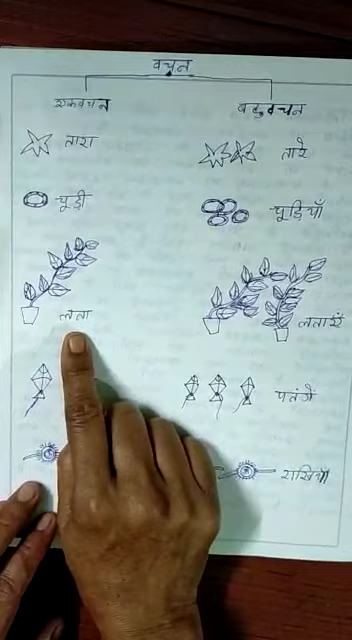 वचन
एकवचन बहुवचन
तारा तारे
चूड़ी चूड़ियाँ
लता लताएँ
पतंगें
राखियाँ